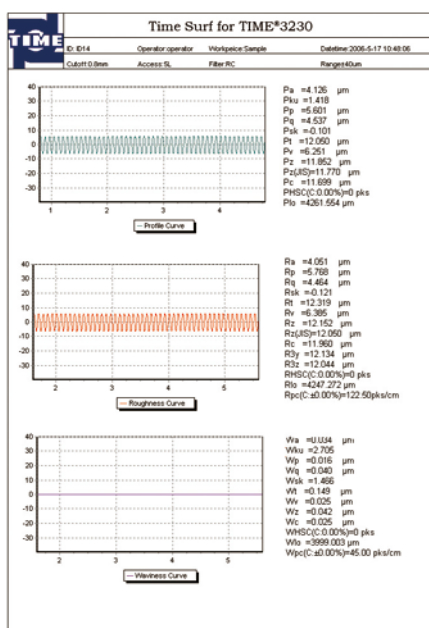 TIME
Time Surf for TIME®3230
ID: ID14 Operator:operator Workpeice:Sample Datetime:2006-5-17 10:48:06
Cutoff:0.8mm Access:5L Filter:RC Range:±40um
40
30
20
10
0
-10
-20
-30
1 2 3 4
Profile Curve
Pa =4.126 µm
Pku =1.418
Pp =5.601 µm
Pq =4.537 µm
Psk =-0.101
Pt =12.050 µm
Pv =6.251 µm
Pz =11.852 µm
Pz(JIS)=11.770 µm
Pc =11.699 µm
PHSC(C:0.00%)=0 pks
Plo =4261.554 µm
40
30
20
10
0
-10
-20
-30
2 3 4 5
Roughness Curve
Ra =4.051 µm
Rp =5.768 µm
Rq =4.464 µm
Rsk =-0.121
Rt =12.319 µm
Rv =6.385 µm
Rz =12.152 µm
Rz(JIS)=12.050 µm
Rc =11.960 µm
R3y =12.134 µm
R3z =12.044 µm
RHSC(C:0.00%)=0 pks
Rlo =4247.272 µm
Rpc(C:±0.00%)=122.50pks/cm
40
30
20
10
0
-10
-20
-30
2 3 4 5
Waviness Curve
Wa =0.034 µm
Wku =2.705
Wp =0.016 µm
Wq =0.040 µm
Wsk =1.466
Wt =0.149 µm
Wv =0.025 µm
Wz =0.042 µm
Wc =0.025 µm
WHSC(C:0.00%)=0 pks
Wlo =3999.003 µm
Wpc(C:±0.00%)=45.00 pks/cm